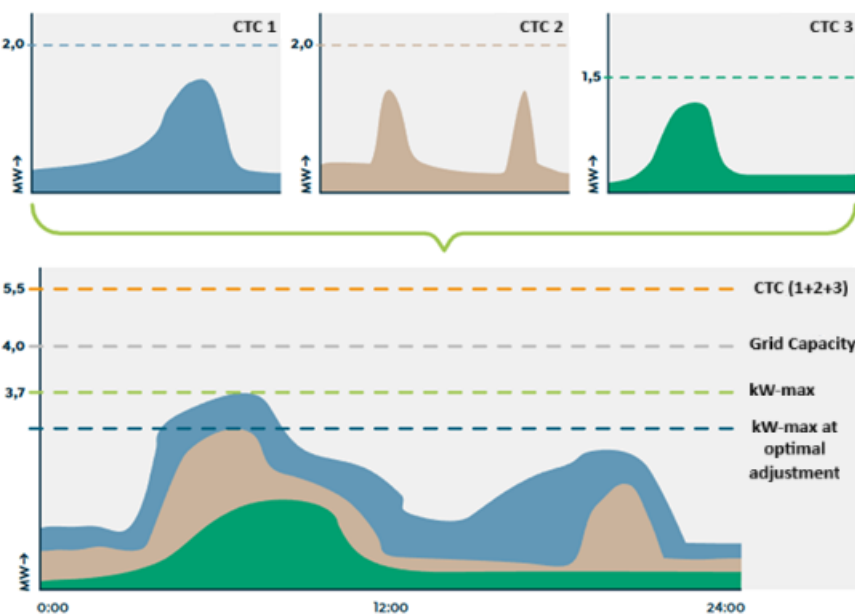 CTC 1
2,0
MW→
CTC 2
2,0
MW→
CTC 3
1,5
MW→
5,5
CTC (1+2+3)
4,0
Grid Capacity
3,7
kW-max
kW-max at
optimal
adjustment
MW→
0:00
12:00
24:00